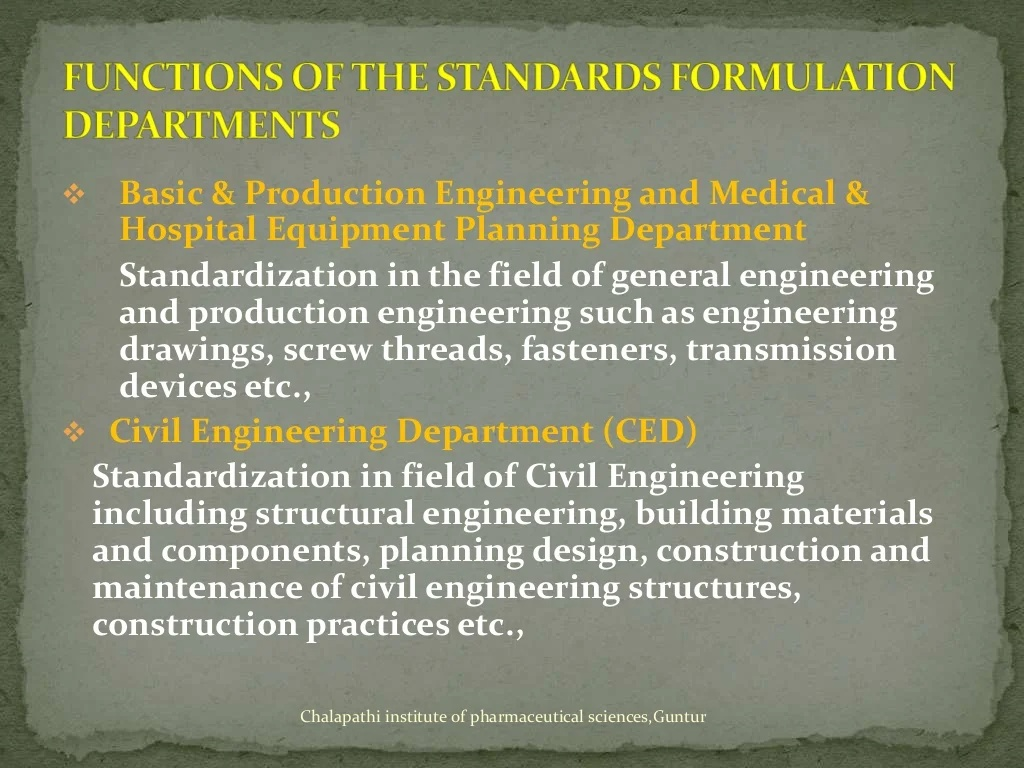 FUNCTIONS OF THE STANDARDS FORMULATION
DEPARTMENTS
Basic & Production Engineering and Medical &
Hospital Equipment Planning Department
Standardization in the field of general engineering
and production engineering such as engineering
drawings, screw threads, fasteners, transmission
devices etc.,
Civil Engineering Department (CED)
Standardization in field of Civil Engineering
including structural engineering, building materials
and components, planning design, construction and
maintenance of civil engineering structures,
construction practices etc.,
Chalapathi institute of pharmaceutical sciences,Guntur